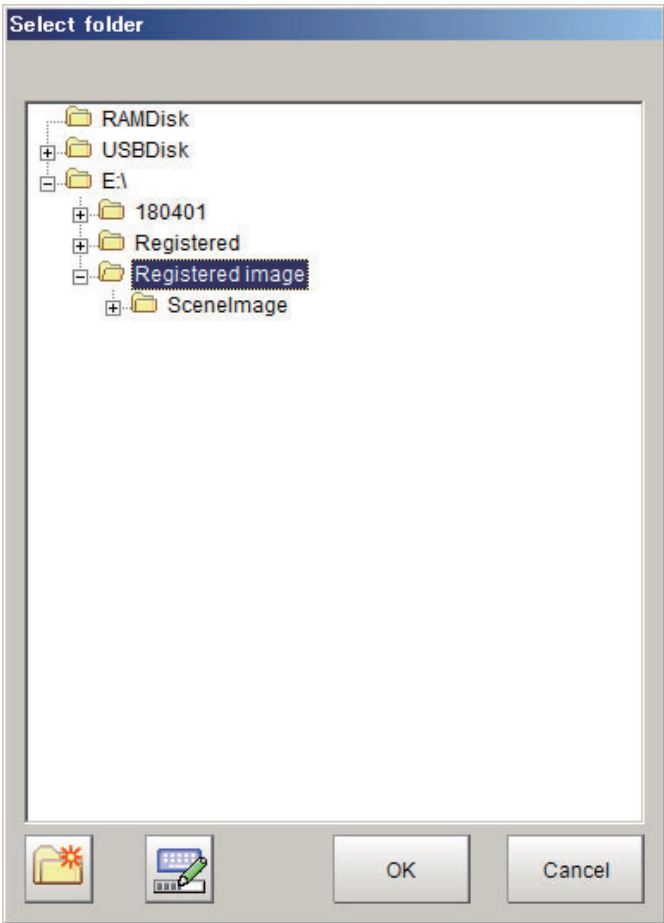 Select folder
RAMDisk
USBDisk
E:\
180401
Registered
Registered image
SceneImage
OK
Cancel